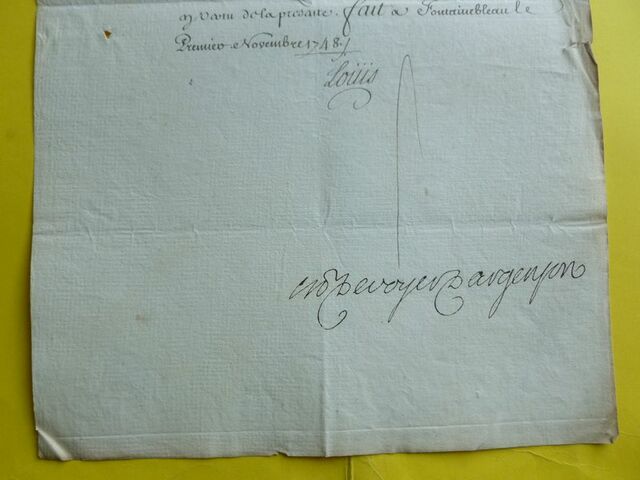 en vertu de la presente. fait a Fontainebleau le
Premier Novembre 1748./.
Louis
M De Voyer D'argenson